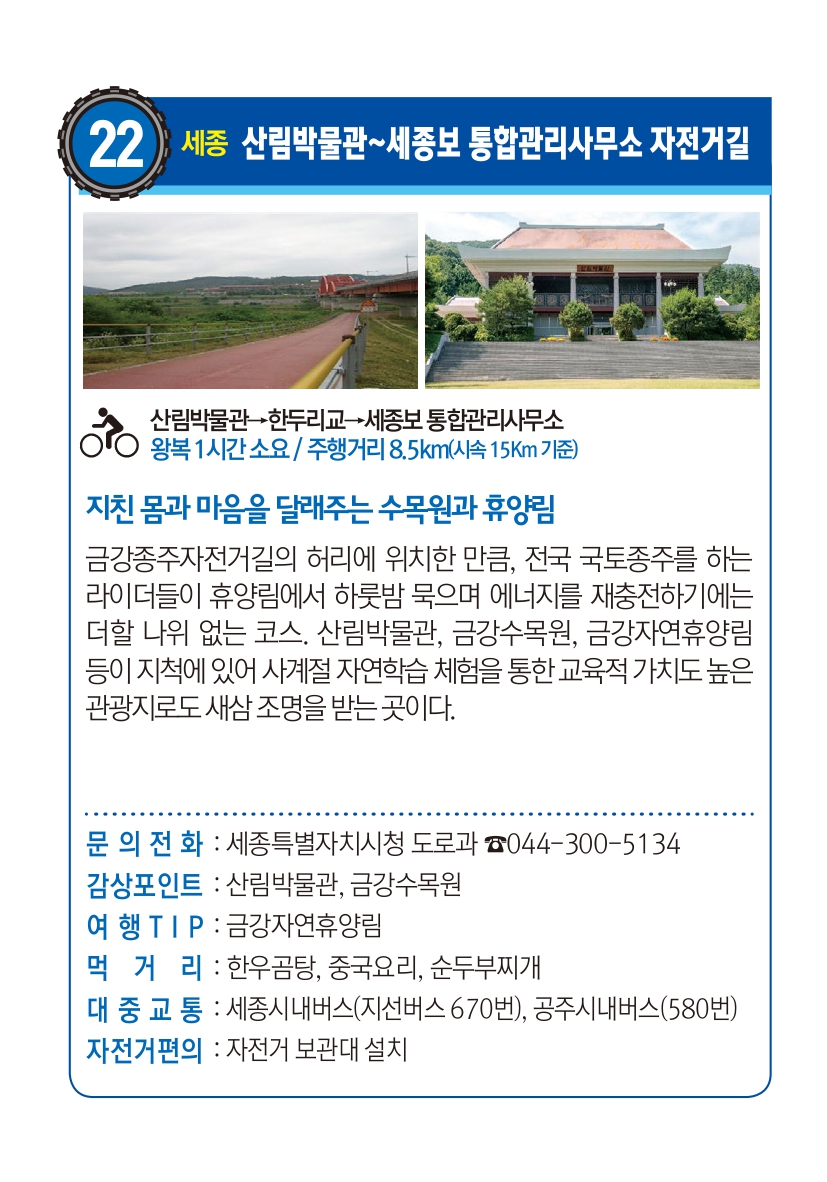 22 세종 산림박물관~세종보 통합관리사무소 자전거길
산림박물관
산림박물관→한두리교→세종보 통합관리사무소
왕복 1시간 소요 / 주행거리 8.5km(시속 15Km 기준)
지친 몸과 마음을 달래주는 수목원과 휴양림
금강종주자전거길의 허리에 위치한 만큼, 전국 국토종주를 하는
라이더들이 휴양림에서 하룻밤 묵으며 에너지를 재충전하기에는
더할 나위 없는 코스. 산림박물관, 금강수목원, 금강자연휴양림
등이 지척에 있어 사계절 자연학습 체험을 통한 교육적 가치도 높은
관광지로도 새삼 조명을 받는 곳이다.
문의전화 : 세종특별자치시청 도로과 ☎044-300-5134
감상포인트 : 산림박물관, 금강수목원
여행TIP : 금강자연휴양림
먹거리 : 한우곰탕, 중국요리, 순두부찌개
대중교통 : 세종시내버스(지선버스 670번), 공주시내버스(580번)
자전거편의 : 자전거 보관대 설치